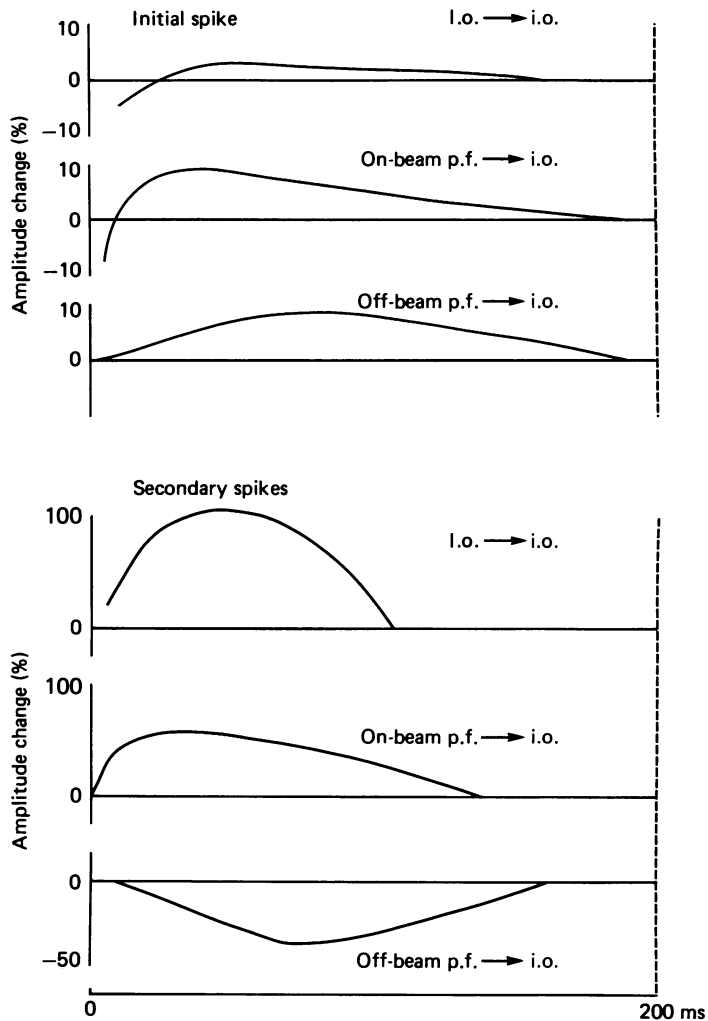 Initial spike
I.o. → i.o.
10
0
−10
On-beam p.f. → i.o.
10
0
−10
Off-beam p.f. → i.o.
10
0
Amplitude change (%)
Secondary spikes
I.o. → i.o.
100
0
On-beam p.f. → i.o.
100
0
Off-beam p.f. → i.o.
0
−50
Amplitude change (%)
0
200 ms